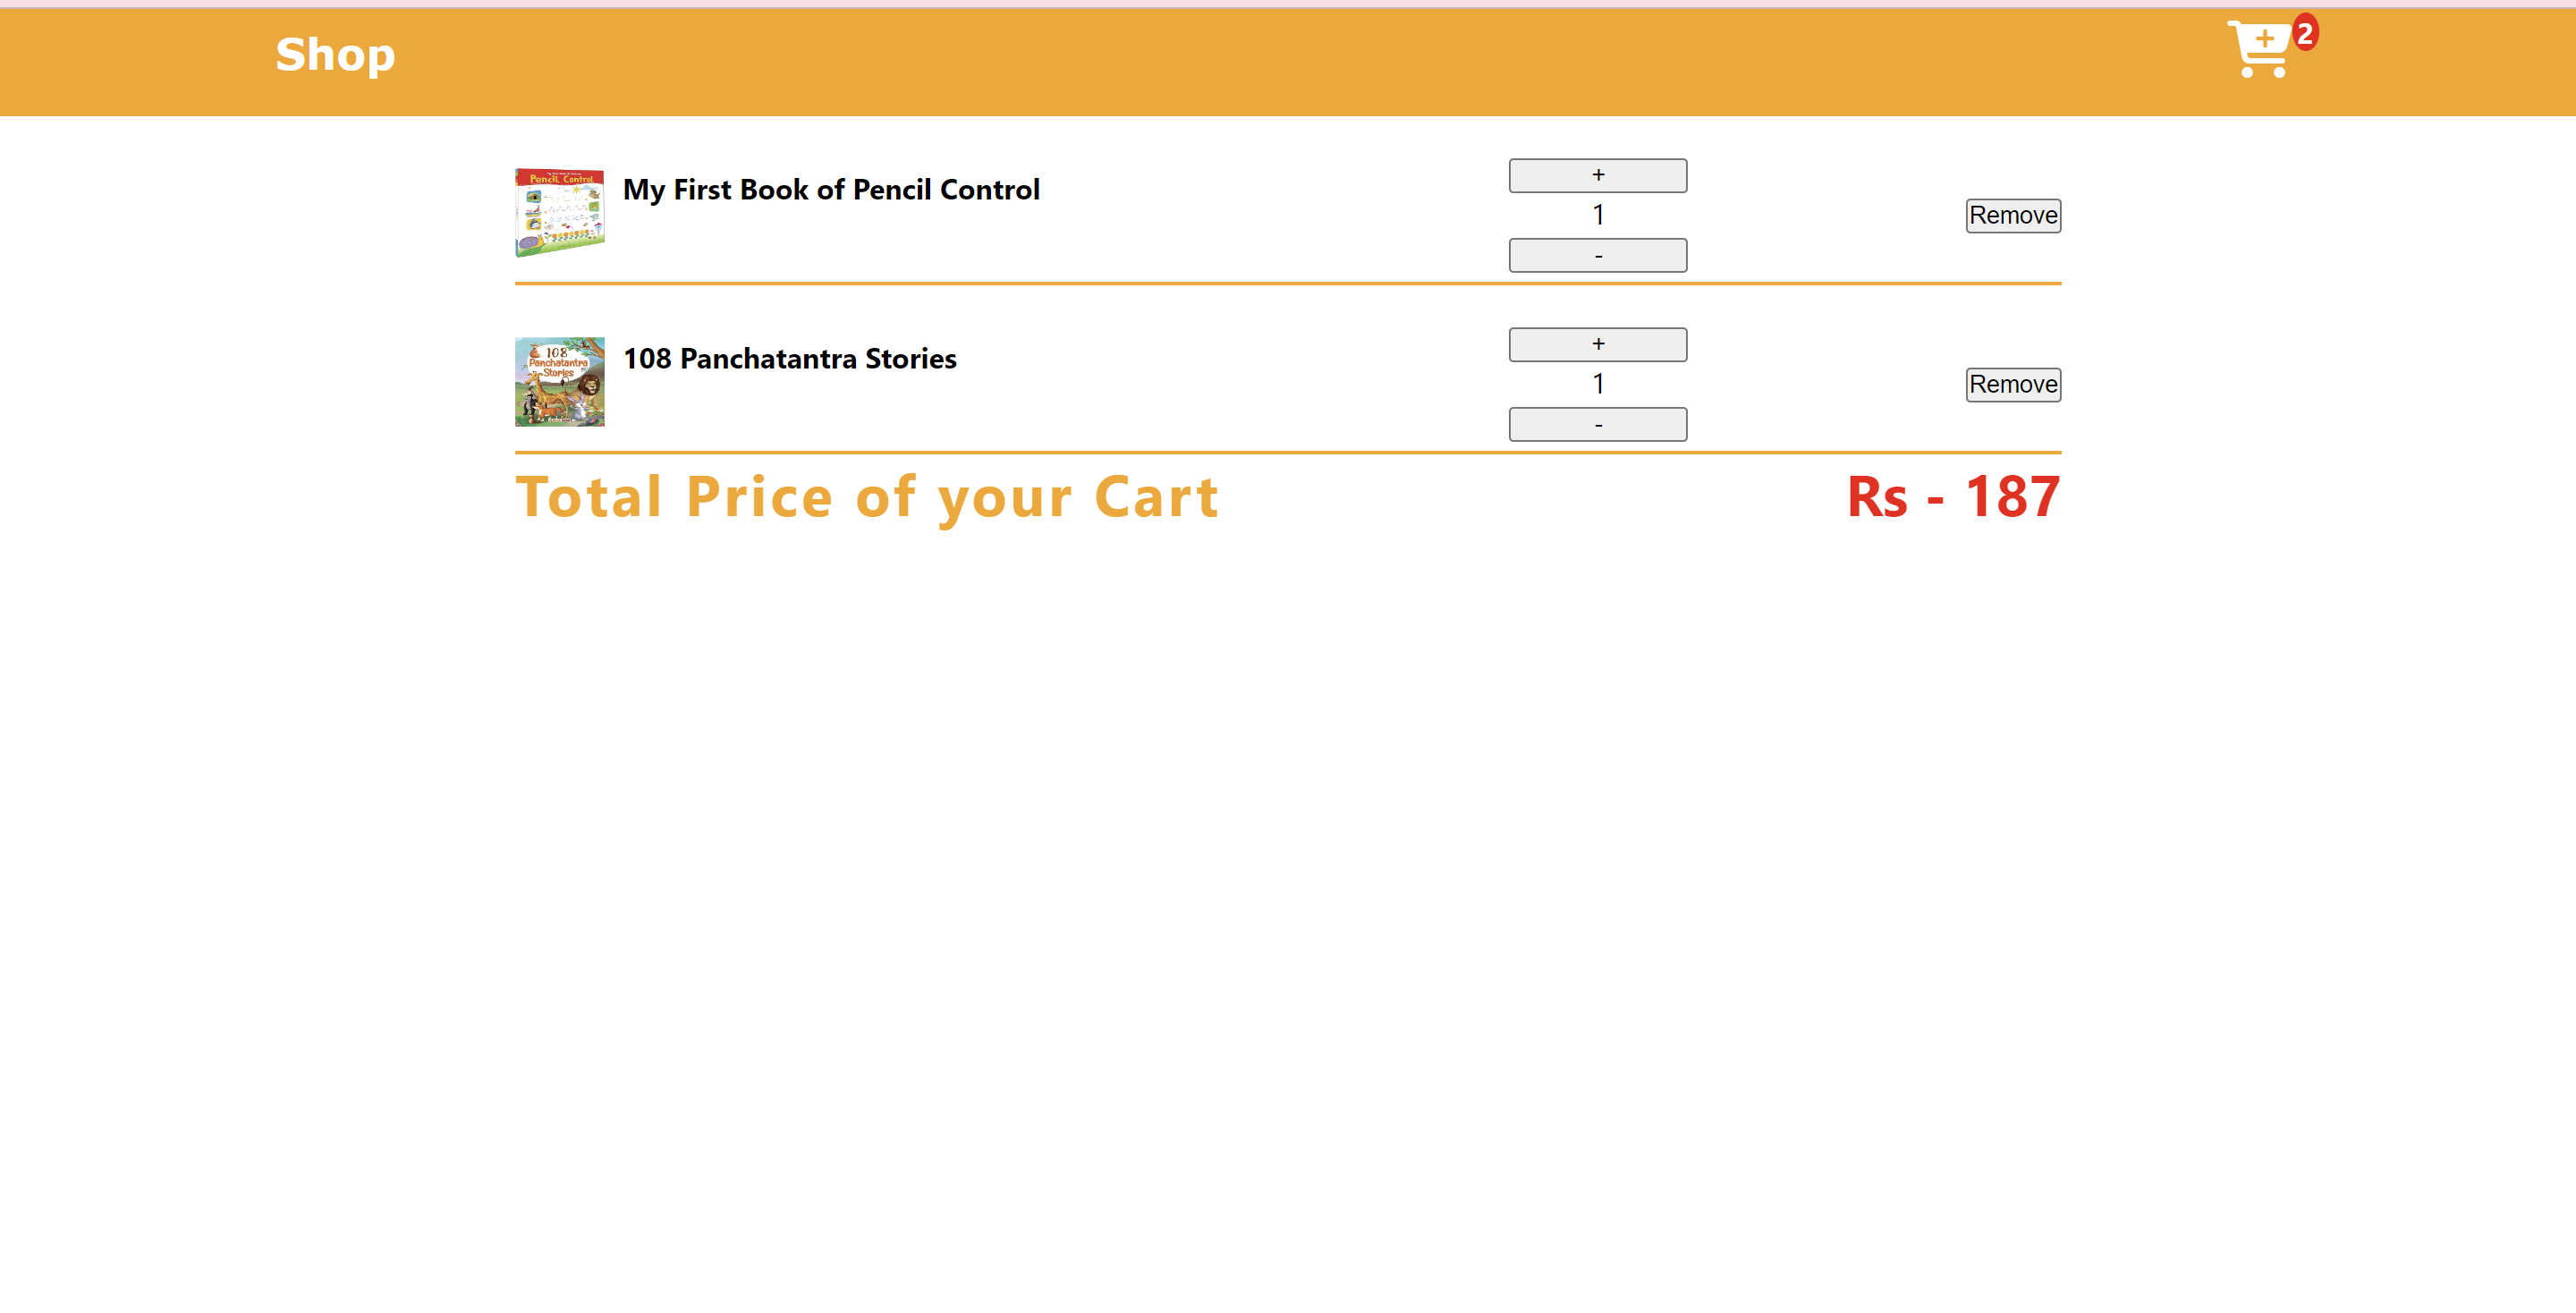 Shop
2
Pencil Control
My First Book of Pencil Control
+
1
-
Remove
108
Panchatantra
Stories
108 Panchatantra Stories
+
1
-
Remove
Total Price of your Cart
Rs - 187